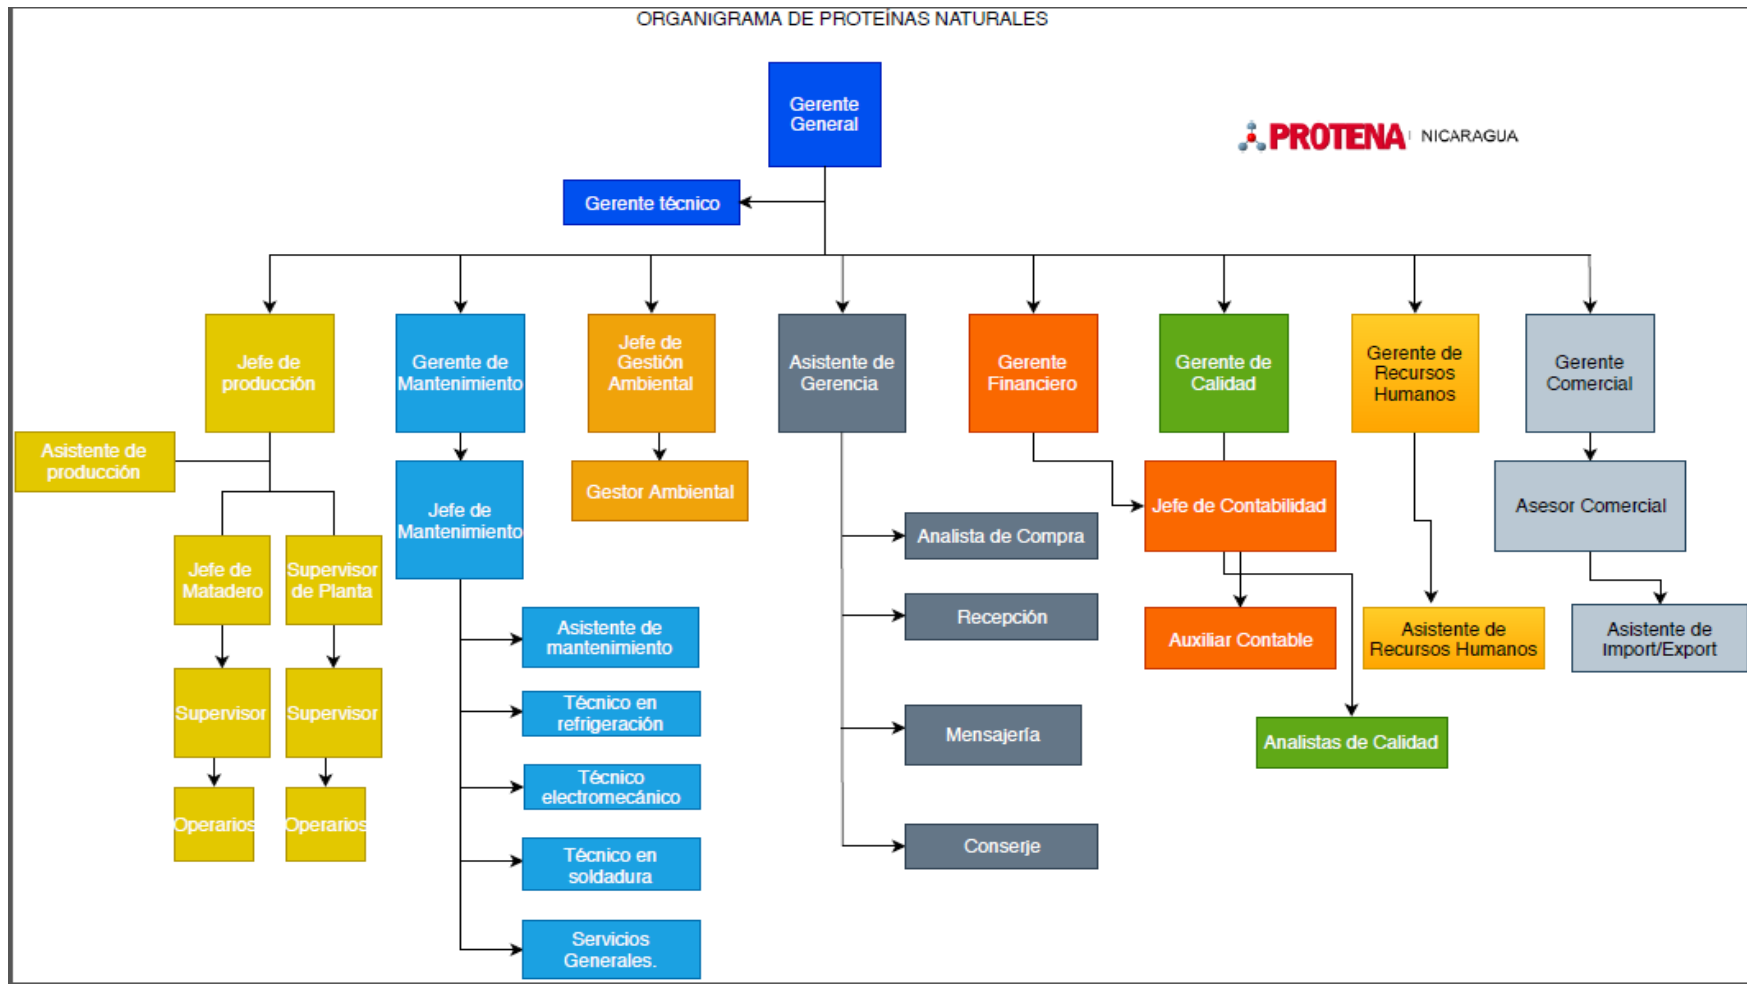 ORGANIGRAMA DE PROTEÍNAS NATURALES
Gerente
General
PROTENA NICARAGUA
Gerente técnico
Jefe de
producción
Gerente de
Mantenimiento
Jefe de
Gestión
Ambiental
Asistente de
Gerencia
Gerente
Financiero
Gerente de
Calidad
Gerente de
Recursos
Humanos
Gerente
Comercial
Asistente de
producción
Jefe de
Mantenimiento
Gestor Ambiental
Jefe de Contabilidad
Asesor Comercial
Analista de Compra
Jefe de
Matadero
Supervisor
de Planta
Recepción
Asistente de
mantenimiento
Auxiliar Contable
Asistente de
Recursos Humanos
Asistente de
Import/Export
Supervisor
Supervisor
Técnico en
refrigeración
Mensajería
Analistas de Calidad
Técnico
electromecánico
Operarios
Operarios
Técnico en
soldadura
Conserje
Servicios
Generales.